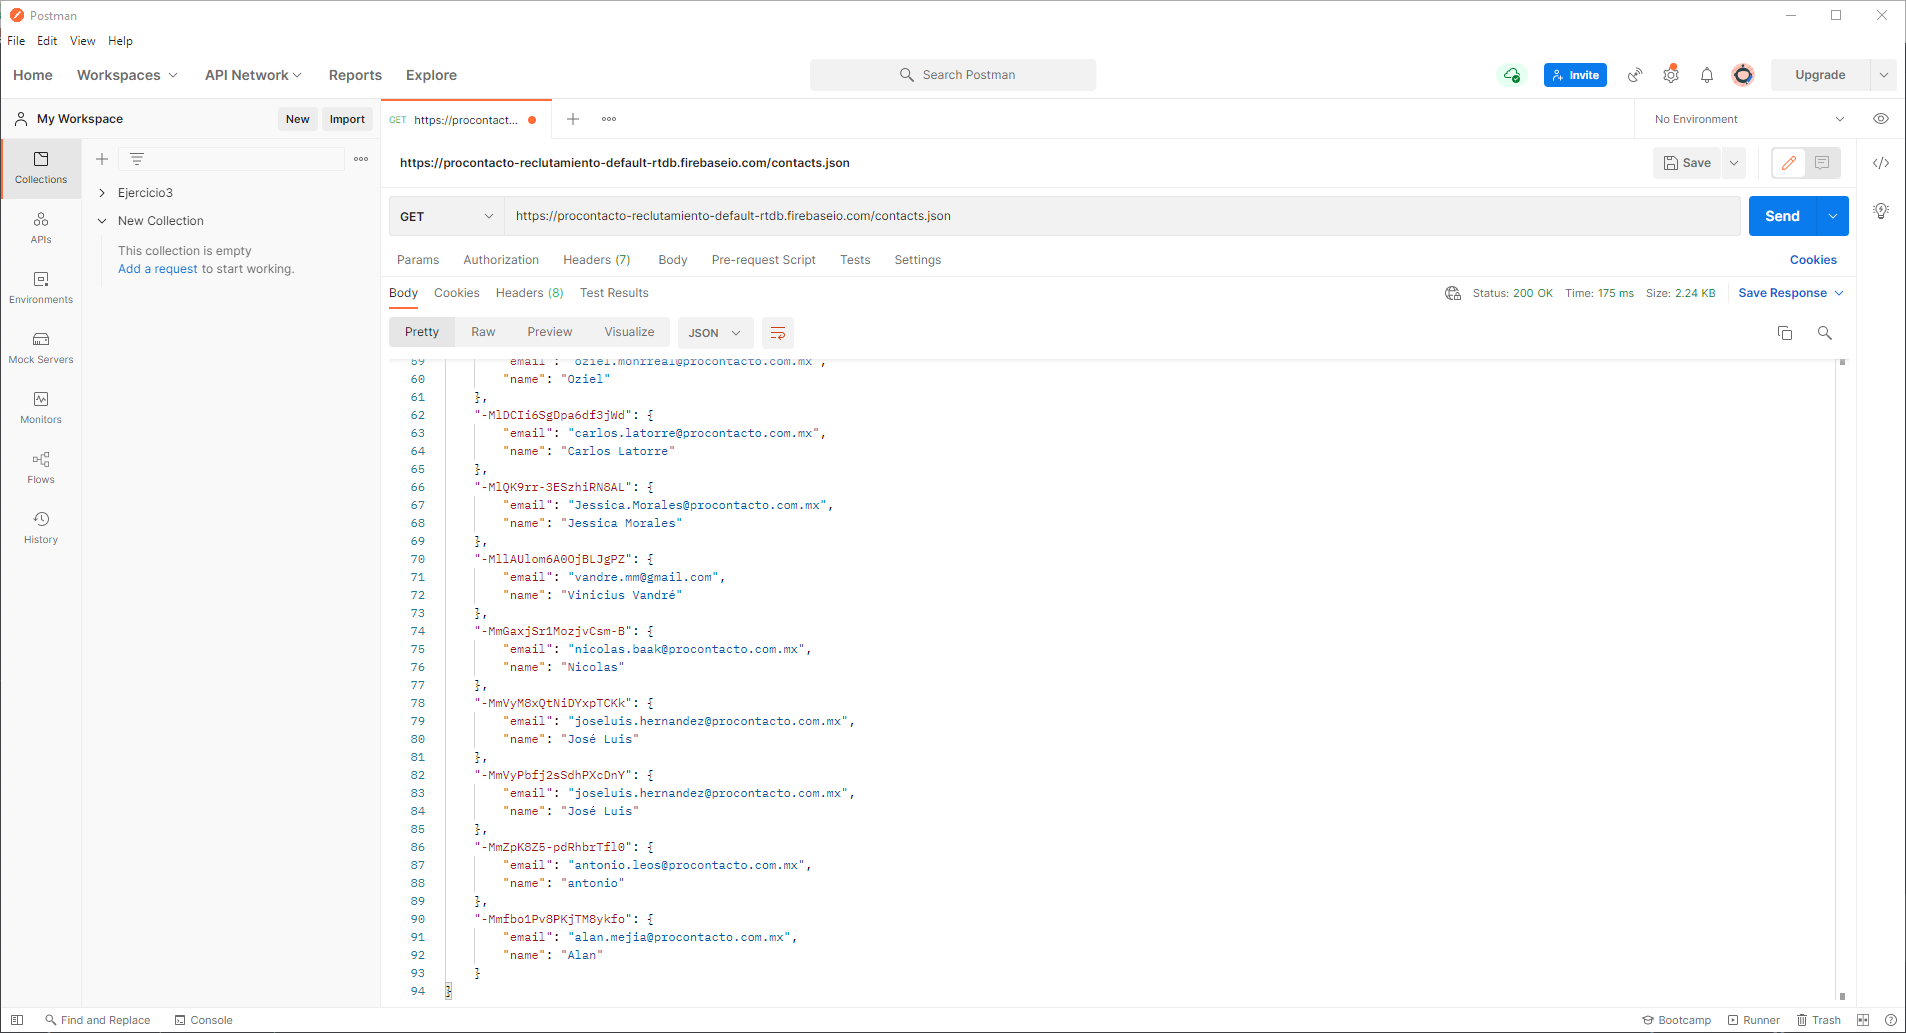 Postman
File Edit View Help
Home Workspaces API Network Reports Explore
Search Postman
Invite
Upgrade
My Workspace
New Import
GET https://procontact...
No Environment
Collections
APIs
Environments
Mock Servers
Monitors
Flows
History
Ejercicio3
New Collection
This collection is empty
Add a request to start working.
https://procontacto-reclutamiento-default-rtdb.firebaseio.com/contacts.json
Save
GET https://procontacto-reclutamiento-default-rtdb.firebaseio.com/contacts.json
Send
Params Authorization Headers (7) Body Pre-request Script Tests Settings
Cookies
Body Cookies Headers (8) Test Results
Status: 200 OK Time: 175 ms Size: 2.24 KB Save Response
Pretty Raw Preview Visualize JSON
59 "email": "oziel.monrreal@procontacto.com.mx",
60 "name": "Oziel"
61 },
62 "-MlDCIi6SgDpa6df3jWd": {
63 "email": "carlos.latorre@procontacto.com.mx",
64 "name": "Carlos Latorre"
65 },
66 "-MlQK9rr-3ESzhiRN8AL": {
67 "email": "Jessica.Morales@procontacto.com.mx",
68 "name": "Jessica Morales"
69 },
70 "-MllAUlom6A0OjBLJgPZ": {
71 "email": "vandre.mm@gmail.com",
72 "name": "Vinicius Vandré"
73 },
74 "-MmGaxjSr1MozjvCsm-B": {
75 "email": "nicolas.baak@procontacto.com.mx",
76 "name": "Nicolas"
77 },
78 "-MmVyM8xQtNiDYxpTCKk": {
79 "email": "joseluis.hernandez@procontacto.com.mx",
80 "name": "José Luis"
81 },
82 "-MmVyPbfj2sSdhPXcDnY": {
83 "email": "joseluis.hernandez@procontacto.com.mx",
84 "name": "José Luis"
85 },
86 "-MmZpK8Z5-pdRhbrTfl0": {
87 "email": "antonio.leos@procontacto.com.mx",
88 "name": "antonio"
89 },
90 "-Mmfbo1Pv8PKjTM8ykfo": {
91 "email": "alan.mejia@procontacto.com.mx",
92 "name": "Alan"
93 }
94 }
Find and Replace Console
Bootcamp Runner Trash